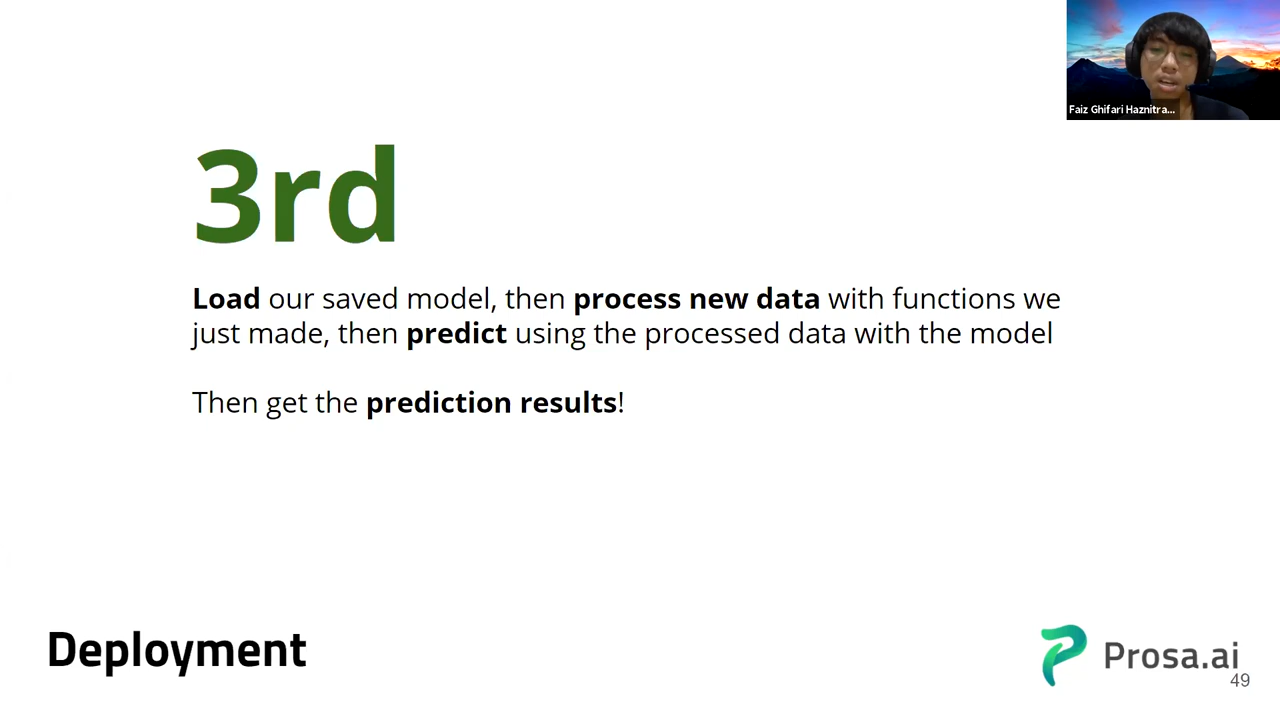 Faiz Ghifari Haznitra...
3rd
Load our saved model, then process new data with functions we
just made, then predict using the processed data with the model
Then get the prediction results!
Deployment
Prosa.ai
49